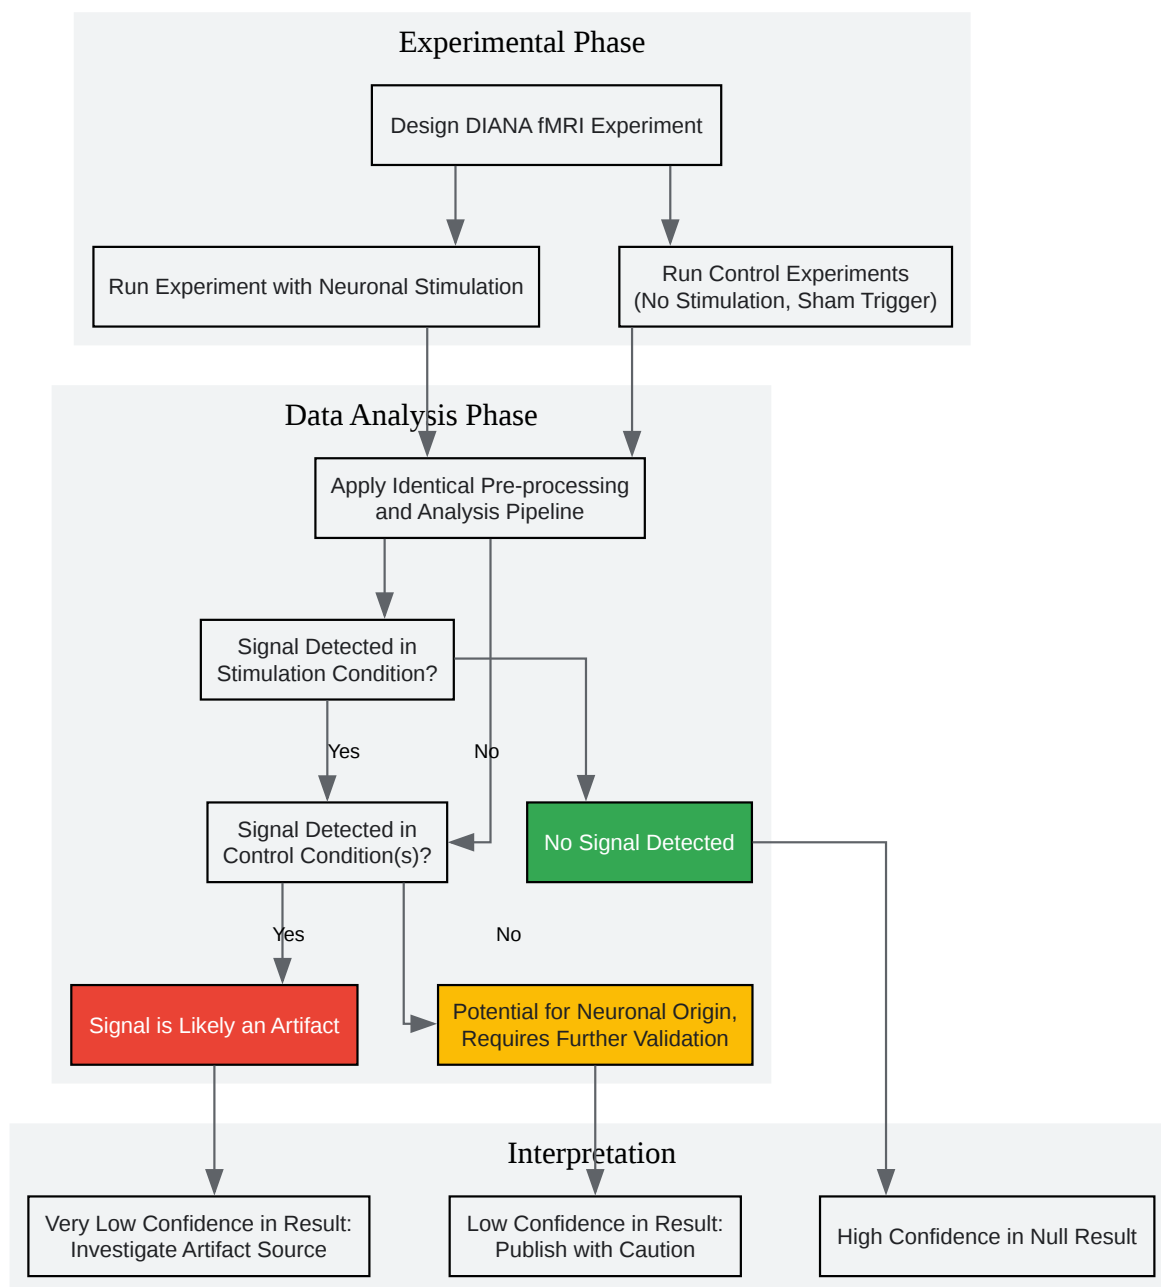 Experimental Phase
Design DIANA fMRI Experiment
Run Experiment with Neuronal Stimulation
Run Control Experiments
(No Stimulation, Sham Trigger)
Data Analysis Phase
Apply Identical Pre-processing
and Analysis Pipeline
Signal Detected in
Stimulation Condition?
Yes
No
Signal Detected in
Control Condition(s)?
No Signal Detected
Yes
No
Signal is Likely an Artifact
Potential for Neuronal Origin,
Requires Further Validation
Interpretation
Very Low Confidence in Result:
Investigate Artifact Source
Low Confidence in Result:
Publish with Caution
High Confidence in Null Result